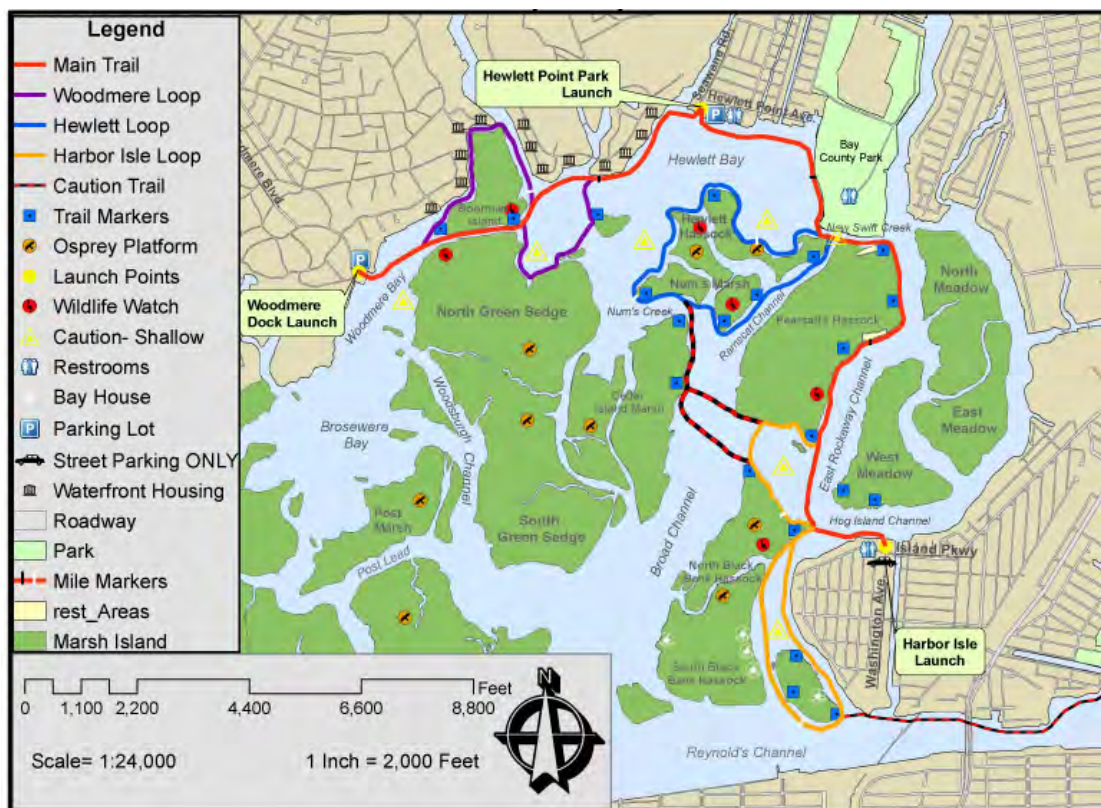 Legend
Main Trail
Woodmere Loop
Hewlett Loop
Harbor Isle Loop
Caution Trail
Trail Markers
Osprey Platform
Launch Points
Wildlife Watch
Caution- Shallow
Restrooms
Bay House
Parking Lot
Street Parking ONLY
Waterfront Housing
Roadway
Park
Mile Markers
rest_Areas
Marsh Island
Feet
0 1,100 2,200 4,400 6,600 8,800
Scale= 1:24,000
1 Inch = 2,000 Feet
N
Hewlett Point Park
Launch
Hewlett Point Ave.
P
Hewlett Bay
Bay
County Park
New Swift Creek
Hewlett
Hassock
Num's Marsh
Num's Creek
Ramscat Channel
Pearsall's Hassock
North
Meadow
East
Meadow
West
Meadow
East Rockaway Channel
Hog Island Channel
Island
P
Woodmere
Dock Launch
Woodmere Bay
North Green Sedge
Woodsburgh
Channel
Brosewere
Bay
Cedar
Island Marsh
Post
Marsh
Post Lead
South
Green Sedge
Broad Channel
North Black
Bank Hassock
South Black
Bank Hassock
Island Pkwy
Washington Ave.
Harbor Isle
Launch
Reynold's Channel